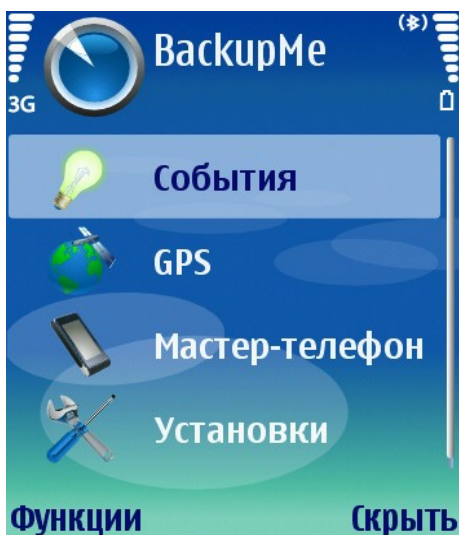 BackupMe
3G
События
GPS
Мастер-телефон
Установки
Функции
Скрыть